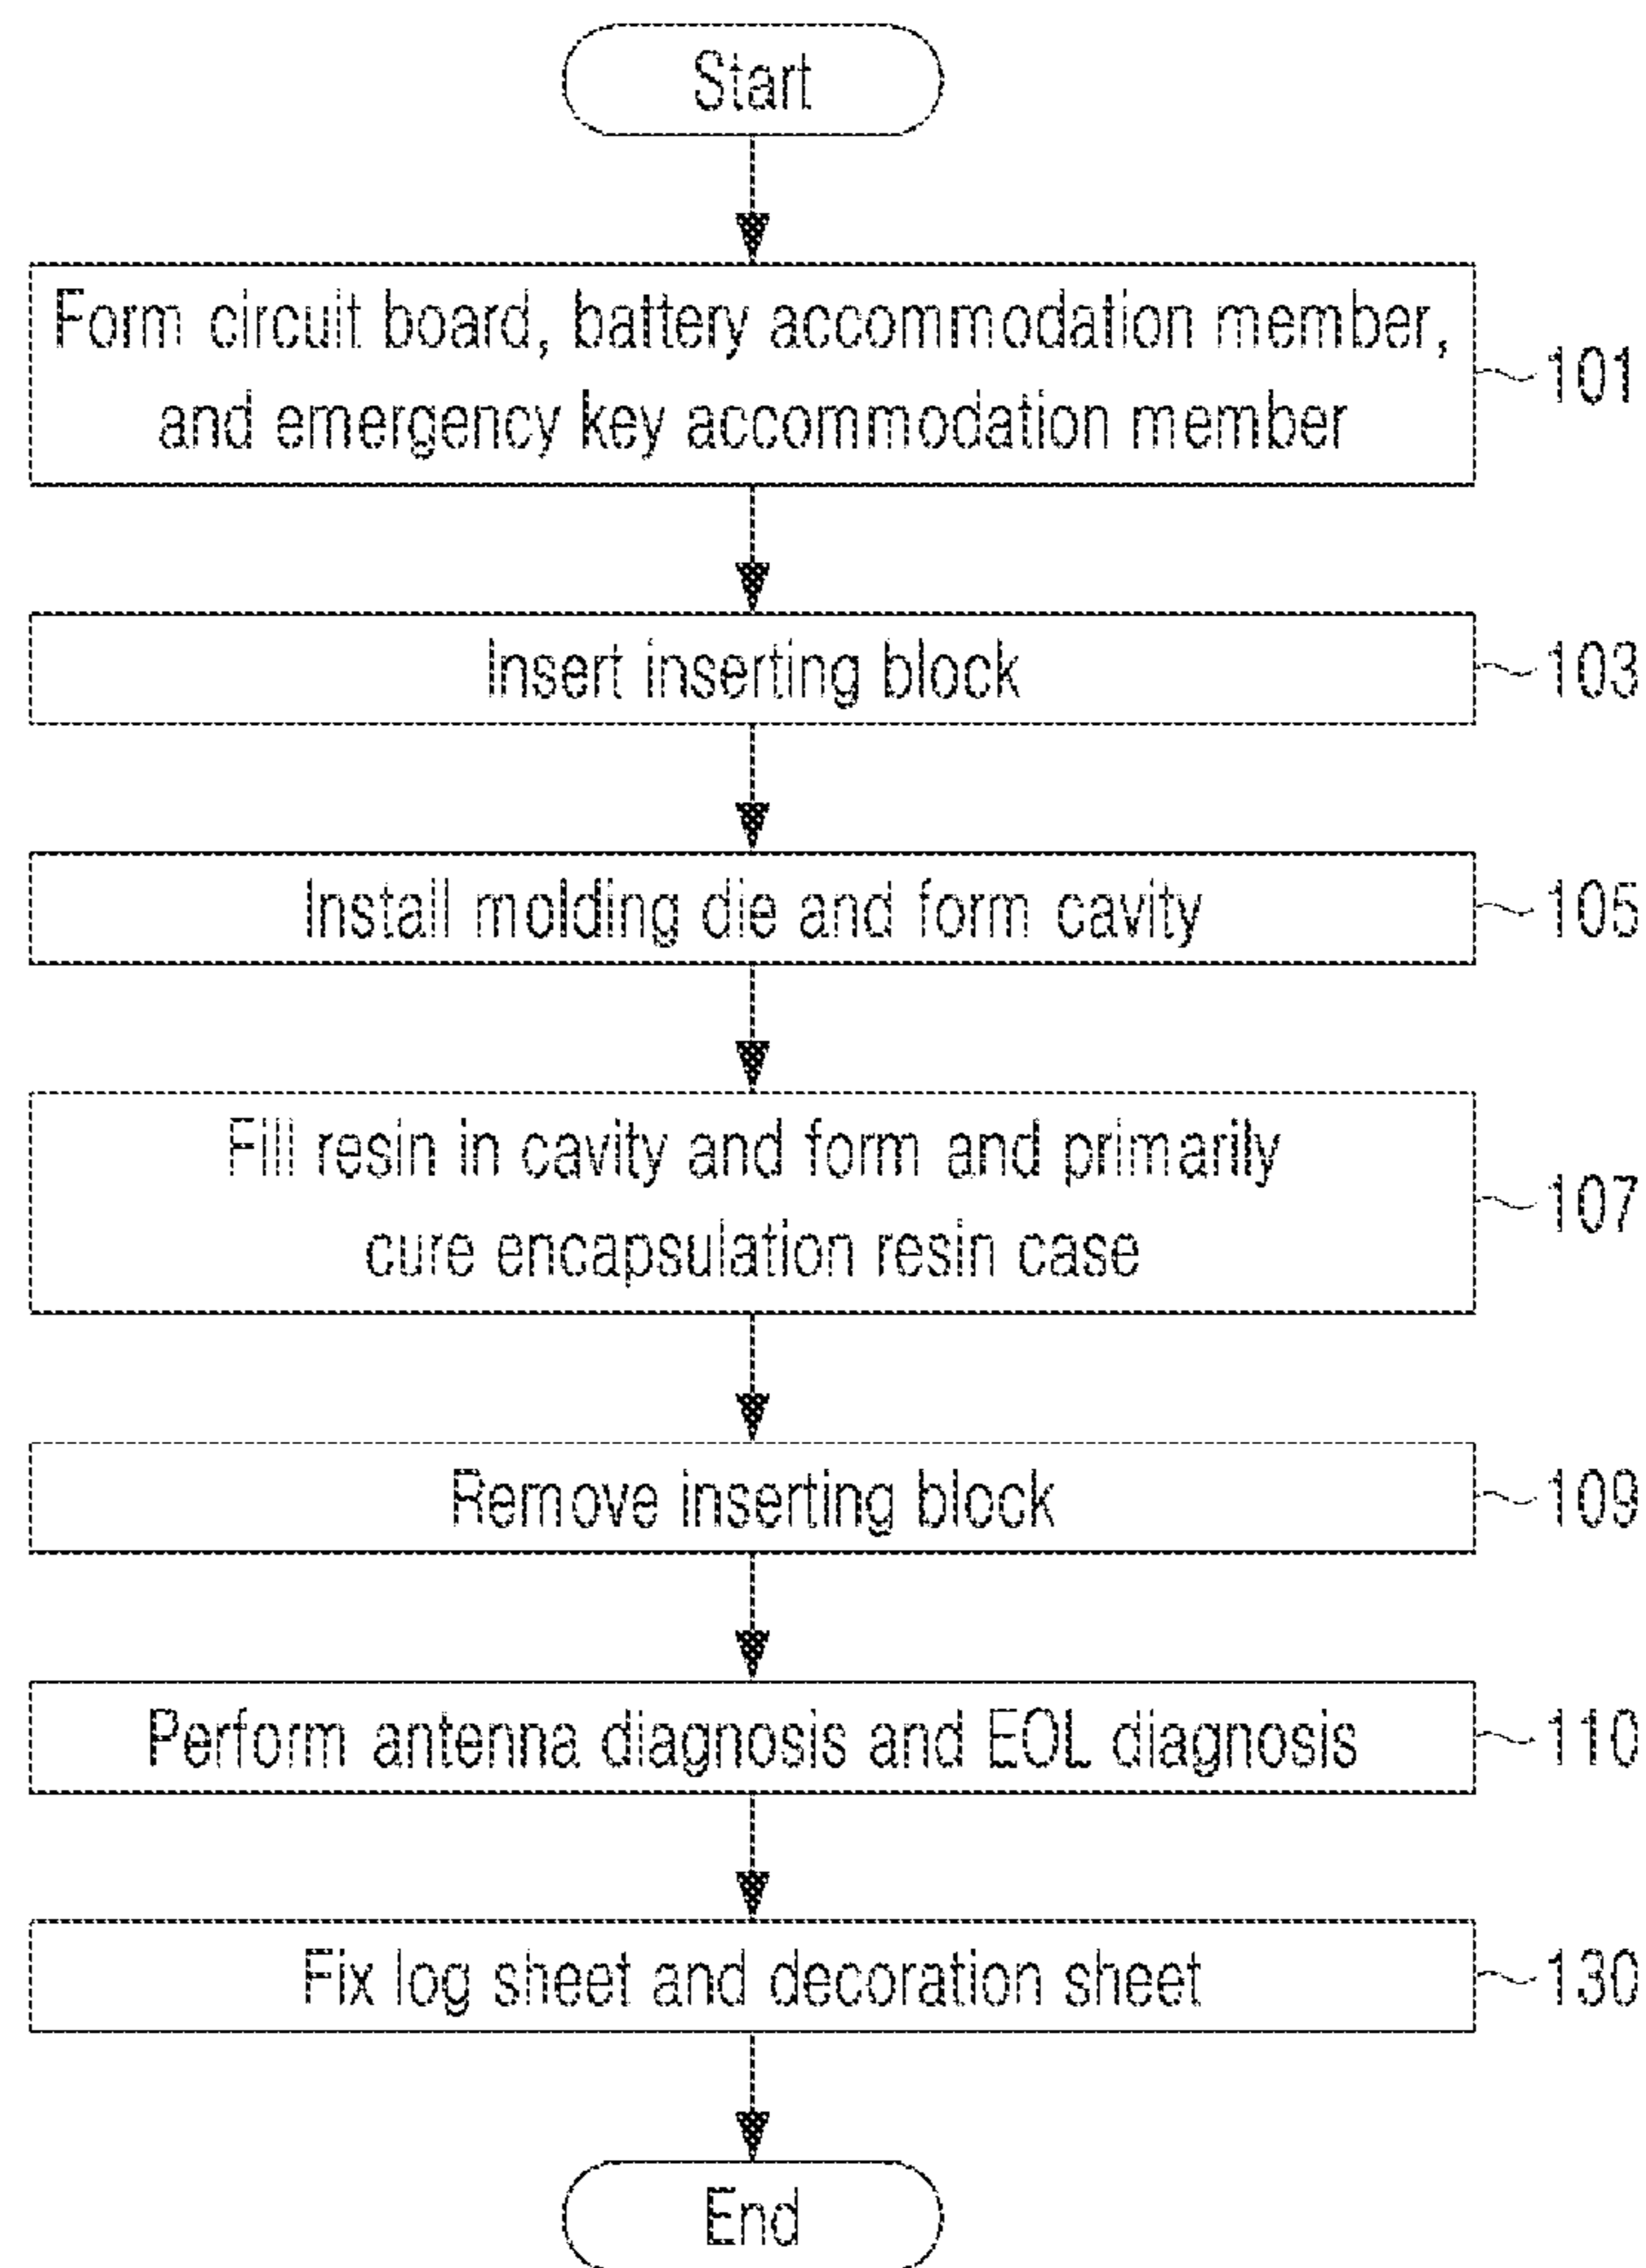 Start
Form circuit board, battery accommodation member,
and emergency key accommodation member
101
Insert inserting block
103
Install molding die and form cavity
105
Fill resin in cavity and form and primarily
cure encapsulation resin case
107
Remove inserting block
109
Perform antenna diagnosis and EOL diagnosis
110
Fix log sheet and decoration sheet
130
End